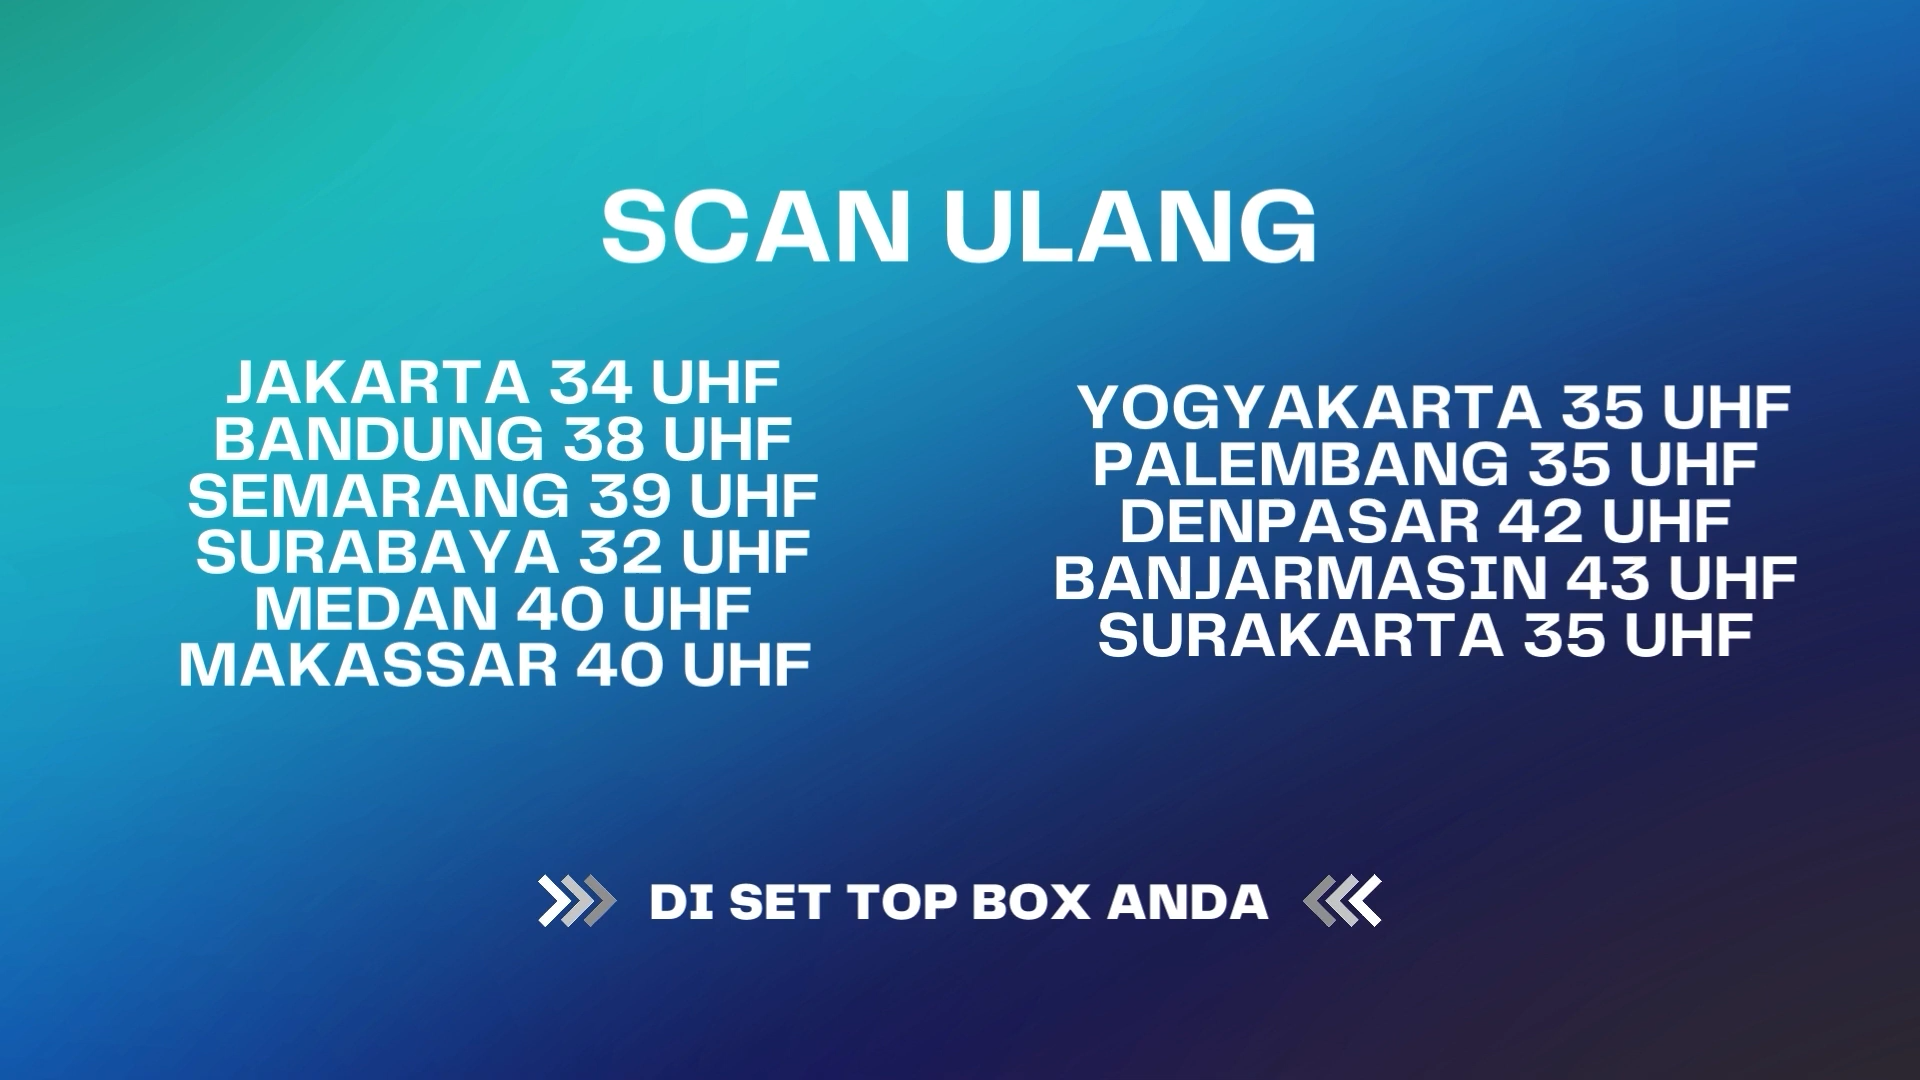 SCAN ULANG
JAKARTA 34 UHF
BANDUNG 38 UHF
SEMARANG 39 UHF
SURABAYA 32 UHF
MEDAN 40 UHF
MAKASSAR 40 UHF
YOGYAKARTA 35 UHF
PALEMBANG 35 UHF
DENPASAR 42 UHF
BANJARMASIN 43 UHF
SURAKARTA 35 UHF
DI SET TOP BOX ANDA